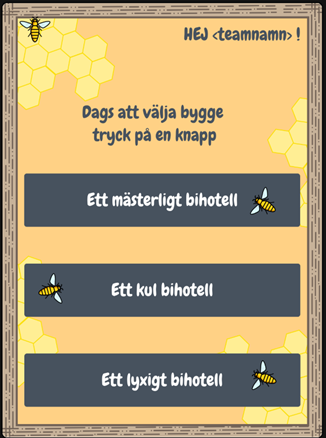 HEJ <teamnamn> !
Dags att välja bygge
tryck på en knapp
Ett mästerligt bihotell
Ett kul bihotell
Ett lyxigt bihotell